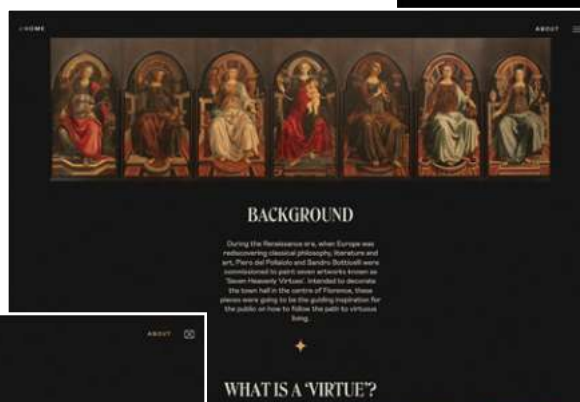 HOME
ABOUT
BACKGROUND
During the Renaissance era, when Europe was
rediscovering classical philosophy, literature and
art, Piero del Pollaiolo and Sandro Botticelli were
commissioned to paint seven artworks known as
'Seven Heavenly Virtues'. Intended to decorate
the town hall in the centre of Florence, these
pieces were going to be the guiding inspiration for
the public on how to follow the path to virtuous
living.
ABOUT
WHAT IS A 'VIRTUE'?